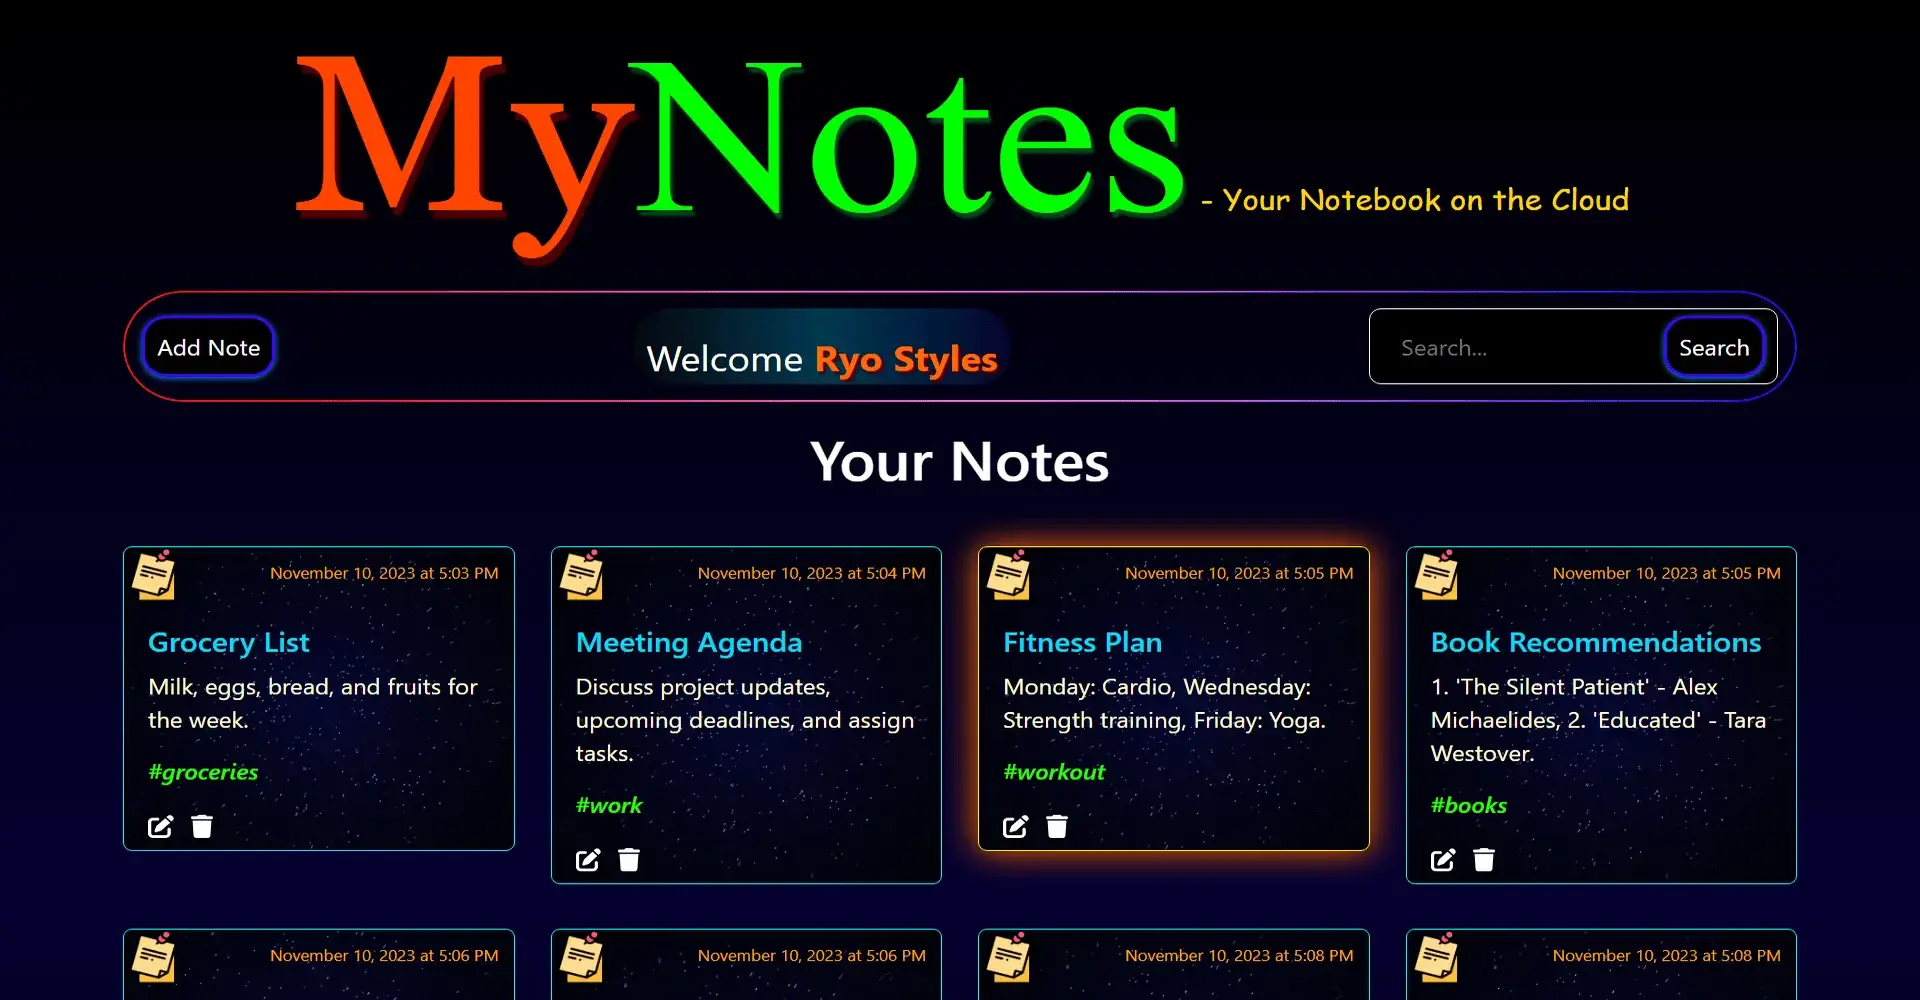 MyNotes - Your Notebook on the Cloud
Add Note
Welcome Ryo Styles
Search...
Search
Your Notes
November 10, 2023 at 5:03 PM
Grocery List
Milk, eggs, bread, and fruits for
the week.
#groceries
November 10, 2023 at 5:04 PM
Meeting Agenda
Discuss project updates,
upcoming deadlines, and assign
tasks.
#work
November 10, 2023 at 5:05 PM
Fitness Plan
Monday: Cardio, Wednesday:
Strength training, Friday: Yoga.
#workout
November 10, 2023 at 5:05 PM
Book Recommendations
1. 'The Silent Patient' - Alex
Michaelides, 2. 'Educated' - Tara
Westover.
#books
November 10, 2023 at 5:06 PM
November 10, 2023 at 5:06 PM
November 10, 2023 at 5:08 PM
November 10, 2023 at 5:08 PM